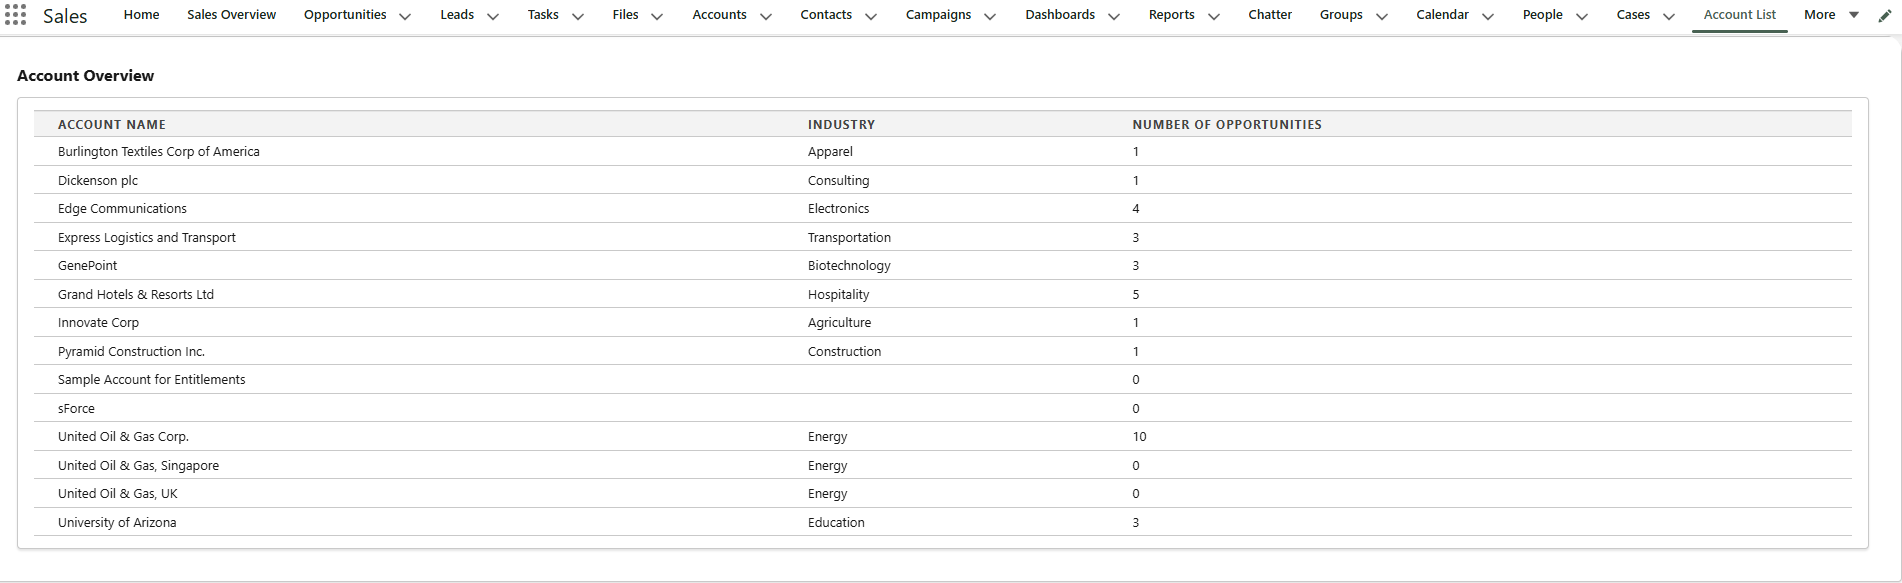 Sales Home Sales Overview Opportunities Leads Tasks Files Accounts Contacts Campaigns Dashboards Reports Chatter Groups Calendar People Cases Account List More
Account Overview
ACCOUNT NAME INDUSTRY NUMBER OF OPPORTUNITIES
Burlington Textiles Corp of America Apparel 1
Dickenson plc Consulting 1
Edge Communications Electronics 4
Express Logistics and Transport Transportation 3
GenePoint Biotechnology 3
Grand Hotels & Resorts Ltd Hospitality 5
Innovate Corp Agriculture 1
Pyramid Construction Inc. Construction 1
Sample Account for Entitlements 0
sForce 0
United Oil & Gas Corp. Energy 10
United Oil & Gas, Singapore Energy 0
United Oil & Gas, UK Energy 0
University of Arizona Education 3